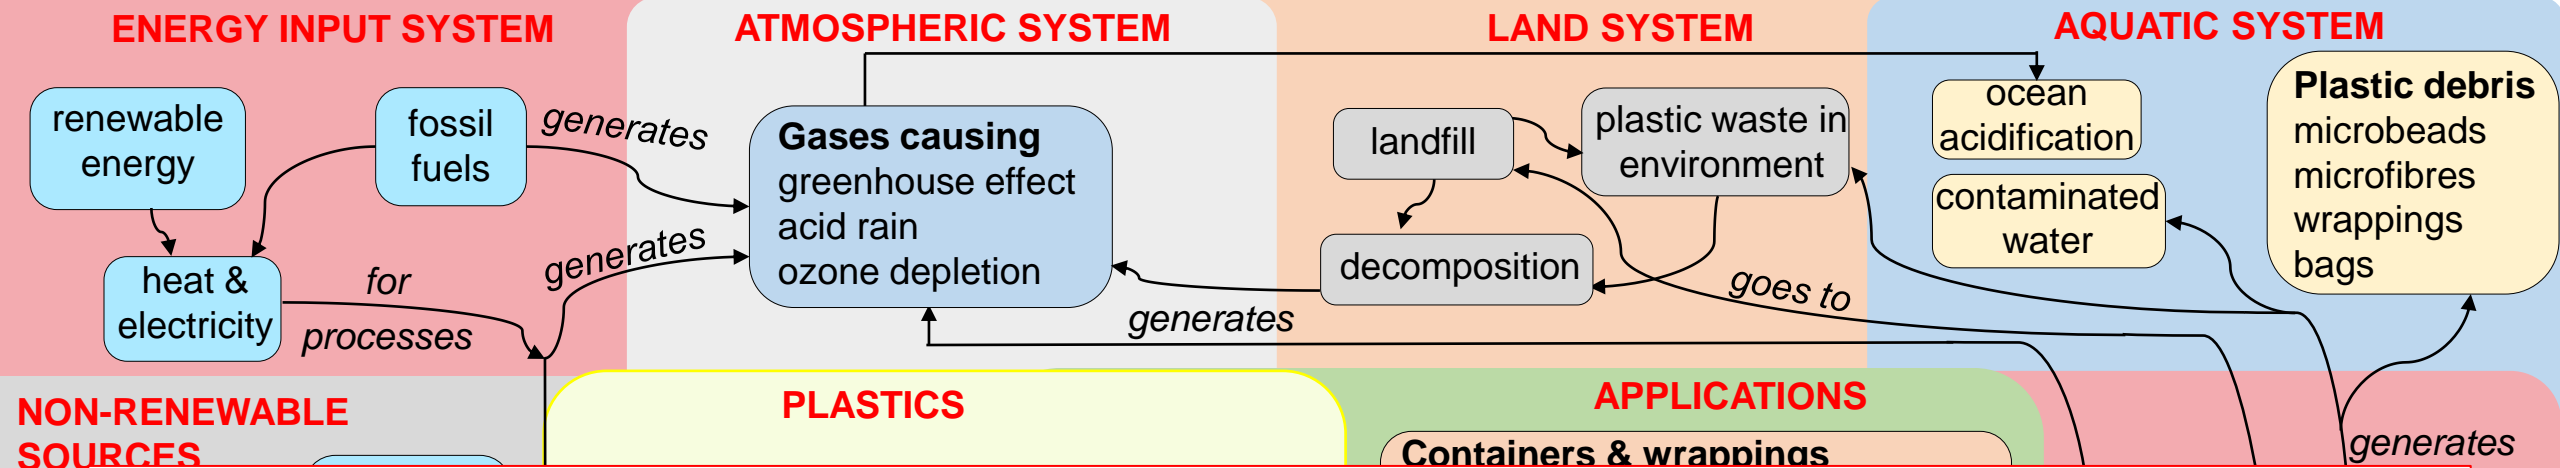 ENERGY INPUT SYSTEM
ATMOSPHERIC SYSTEM
LAND SYSTEM
AQUATIC SYSTEM
renewable
energy
fossil
fuels
generates
heat &
electricity
for
processes
generates
Gases causing
greenhouse effect
acid rain
ozone depletion
generates
landfill
plastic waste in
environment
decomposition
goes to
ocean
acidification
contaminated
water
Plastic debris
microbeads
microfibres
wrappings
bags
generates
NON-RENEWABLE
SOURCES
PLASTICS
APPLICATIONS
Containers & wrappings